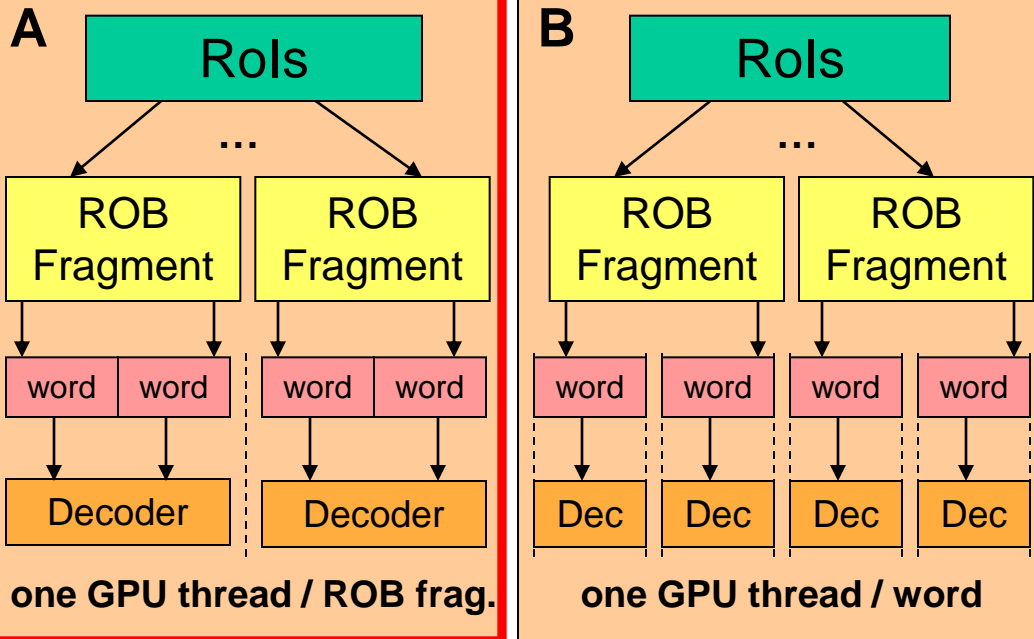 A
RoIs
...
ROB
Fragment
ROB
Fragment
word word word word
Decoder Decoder
one GPU thread / ROB frag.
B
RoIs
...
ROB
Fragment
ROB
Fragment
word word word word
Dec Dec Dec Dec
one GPU thread / word